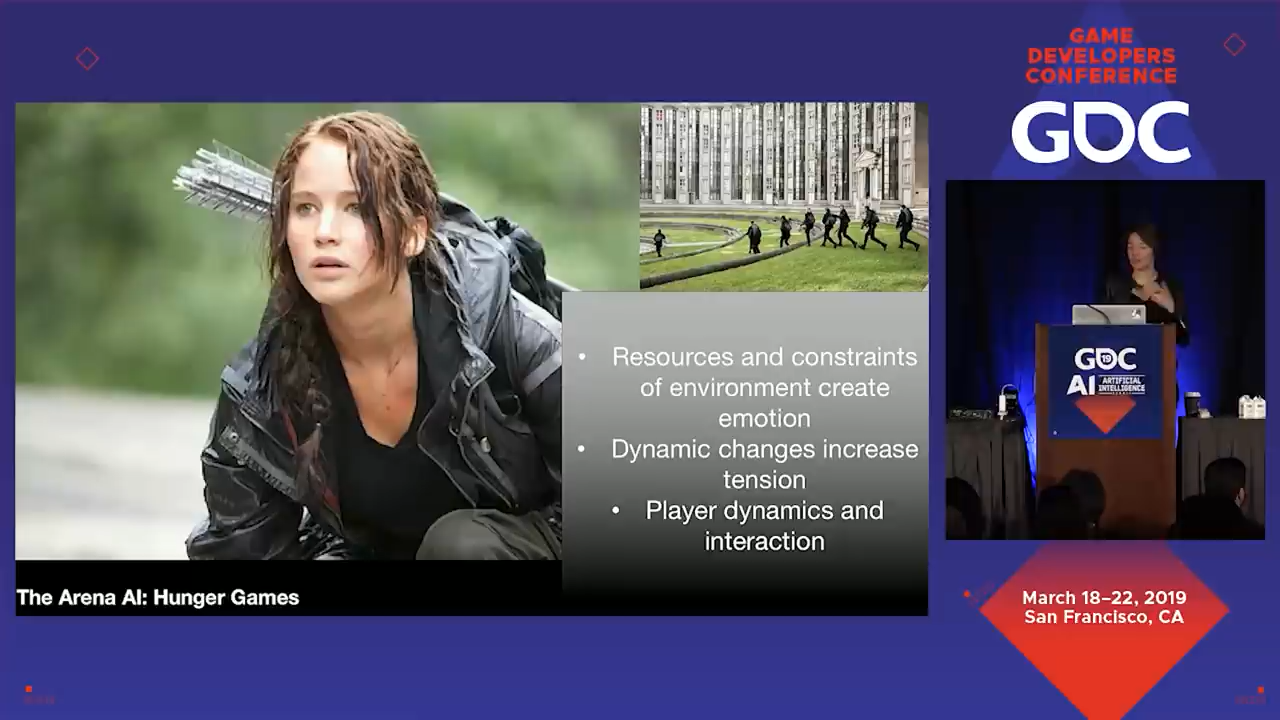 GAME
DEVELOPERS
CONFERENCE
GDC
• Resources and constraints
of environment create
emotion
• Dynamic changes increase
tension
• Player dynamics and
interaction
The Arena AI: Hunger Games
GDC
19
AI ARTIFICIAL
INTELLIGENCE
March 18–22, 2019
San Francisco, CA